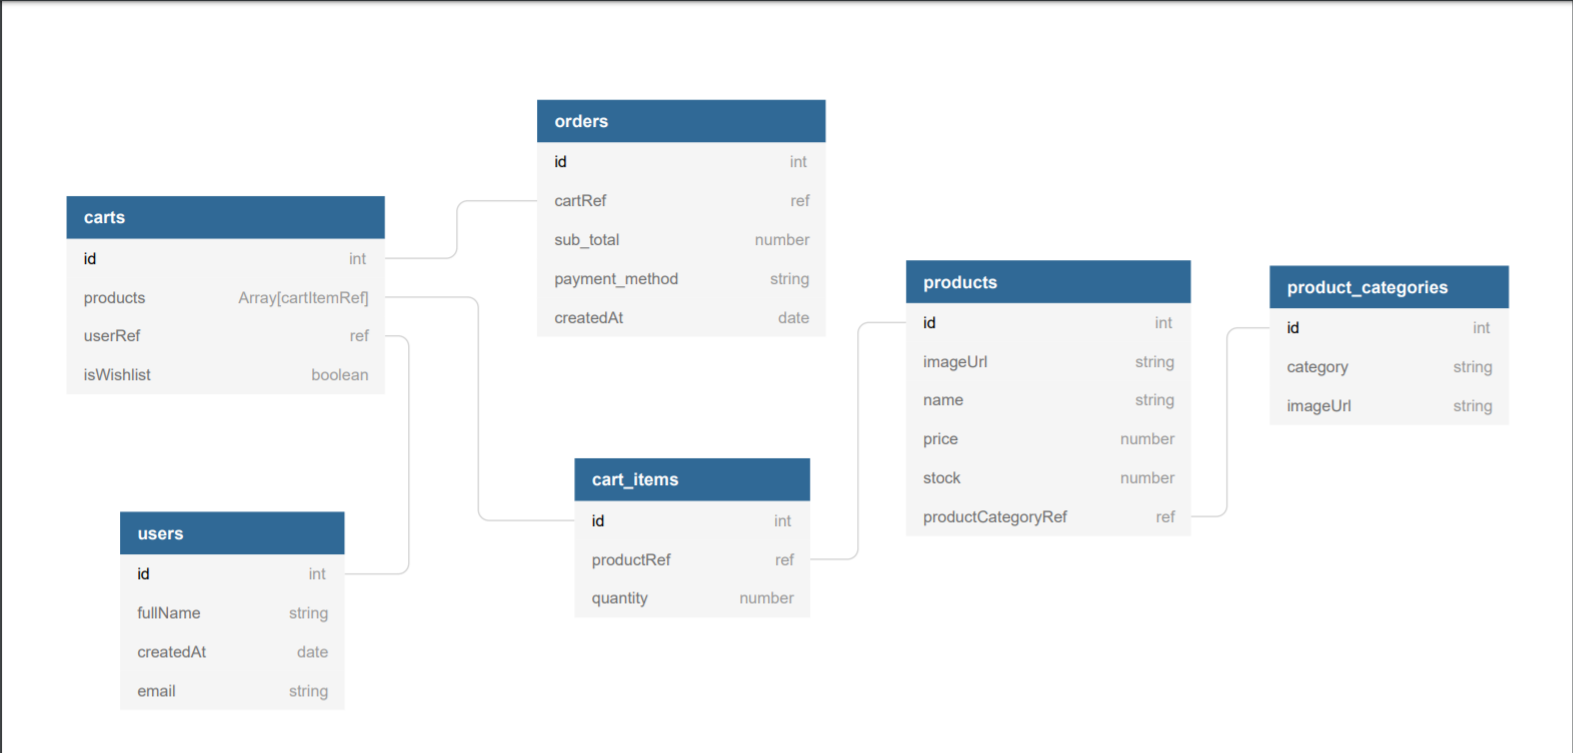 orders
id int
cartRef ref
sub_total number
payment_method string
createdAt date
carts
id int
products Array[cartItemRef]
userRef ref
isWishlist boolean
products
id int
imageUrl string
name string
price number
stock number
productCategoryRef ref
product_categories
id int
category string
imageUrl string
cart_items
id int
productRef ref
quantity number
users
id int
fullName string
createdAt date
email string